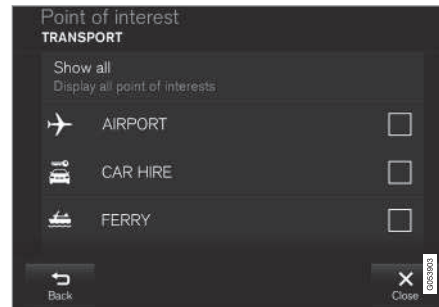 Point of interest
TRANSPORT
Show all
Display all point of interests
AIRPORT
CAR HIRE
FERRY
Back
Close
G053903